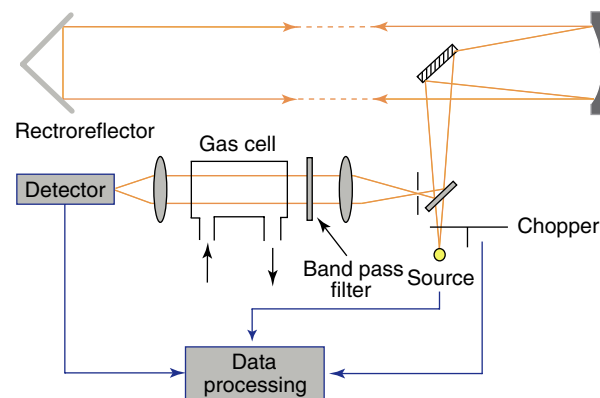 Rectroreflector
Gas cell
Detector
Chopper
Band pass
filter
Source
Data
processing